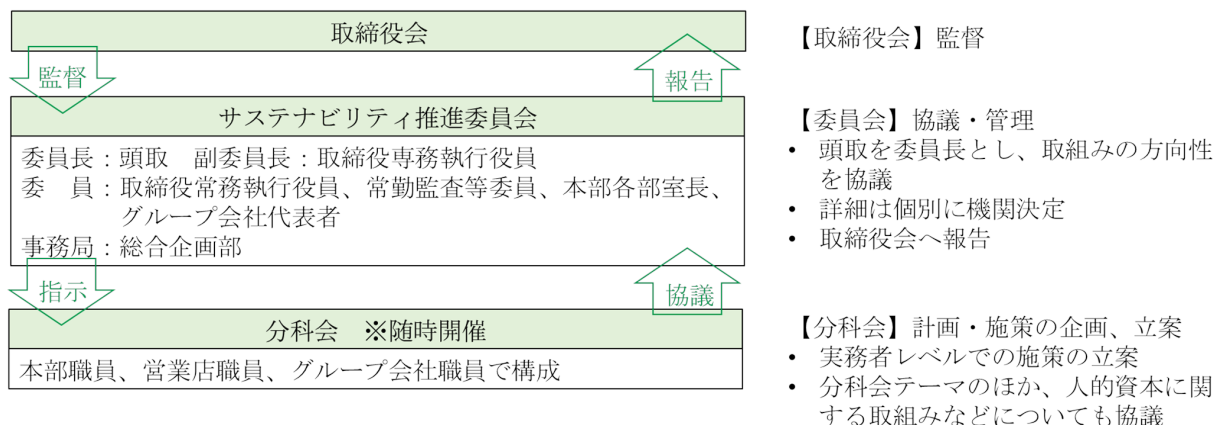 取締役会
監督
報告
サステナビリティ推進委員会
委員長：頭取　副委員長：取締役専務執行役員
委　員：取締役常務執行役員、常勤監査等委員、本部各部室長、
グループ会社代表者
事務局：総合企画部
指示
協議
分科会　※随時開催
本部職員、営業店職員、グループ会社職員で構成
【取締役会】監督
【委員会】協議・管理
• 頭取を委員長とし、取組みの方向性
を協議
• 詳細は個別に機関決定
• 取締役会へ報告
【分科会】計画・施策の企画、立案
• 実務者レベルでの施策の立案
• 分科会テーマのほか、人的資本に関
する取組みなどについても協議